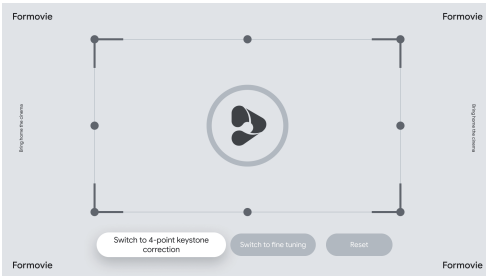 Formovie
Formovie
Bring home the cinema
Bring home the cinema
Switch to 4-point keystone
correction
Switch to fine tuning
Reset
Formovie
Formovie